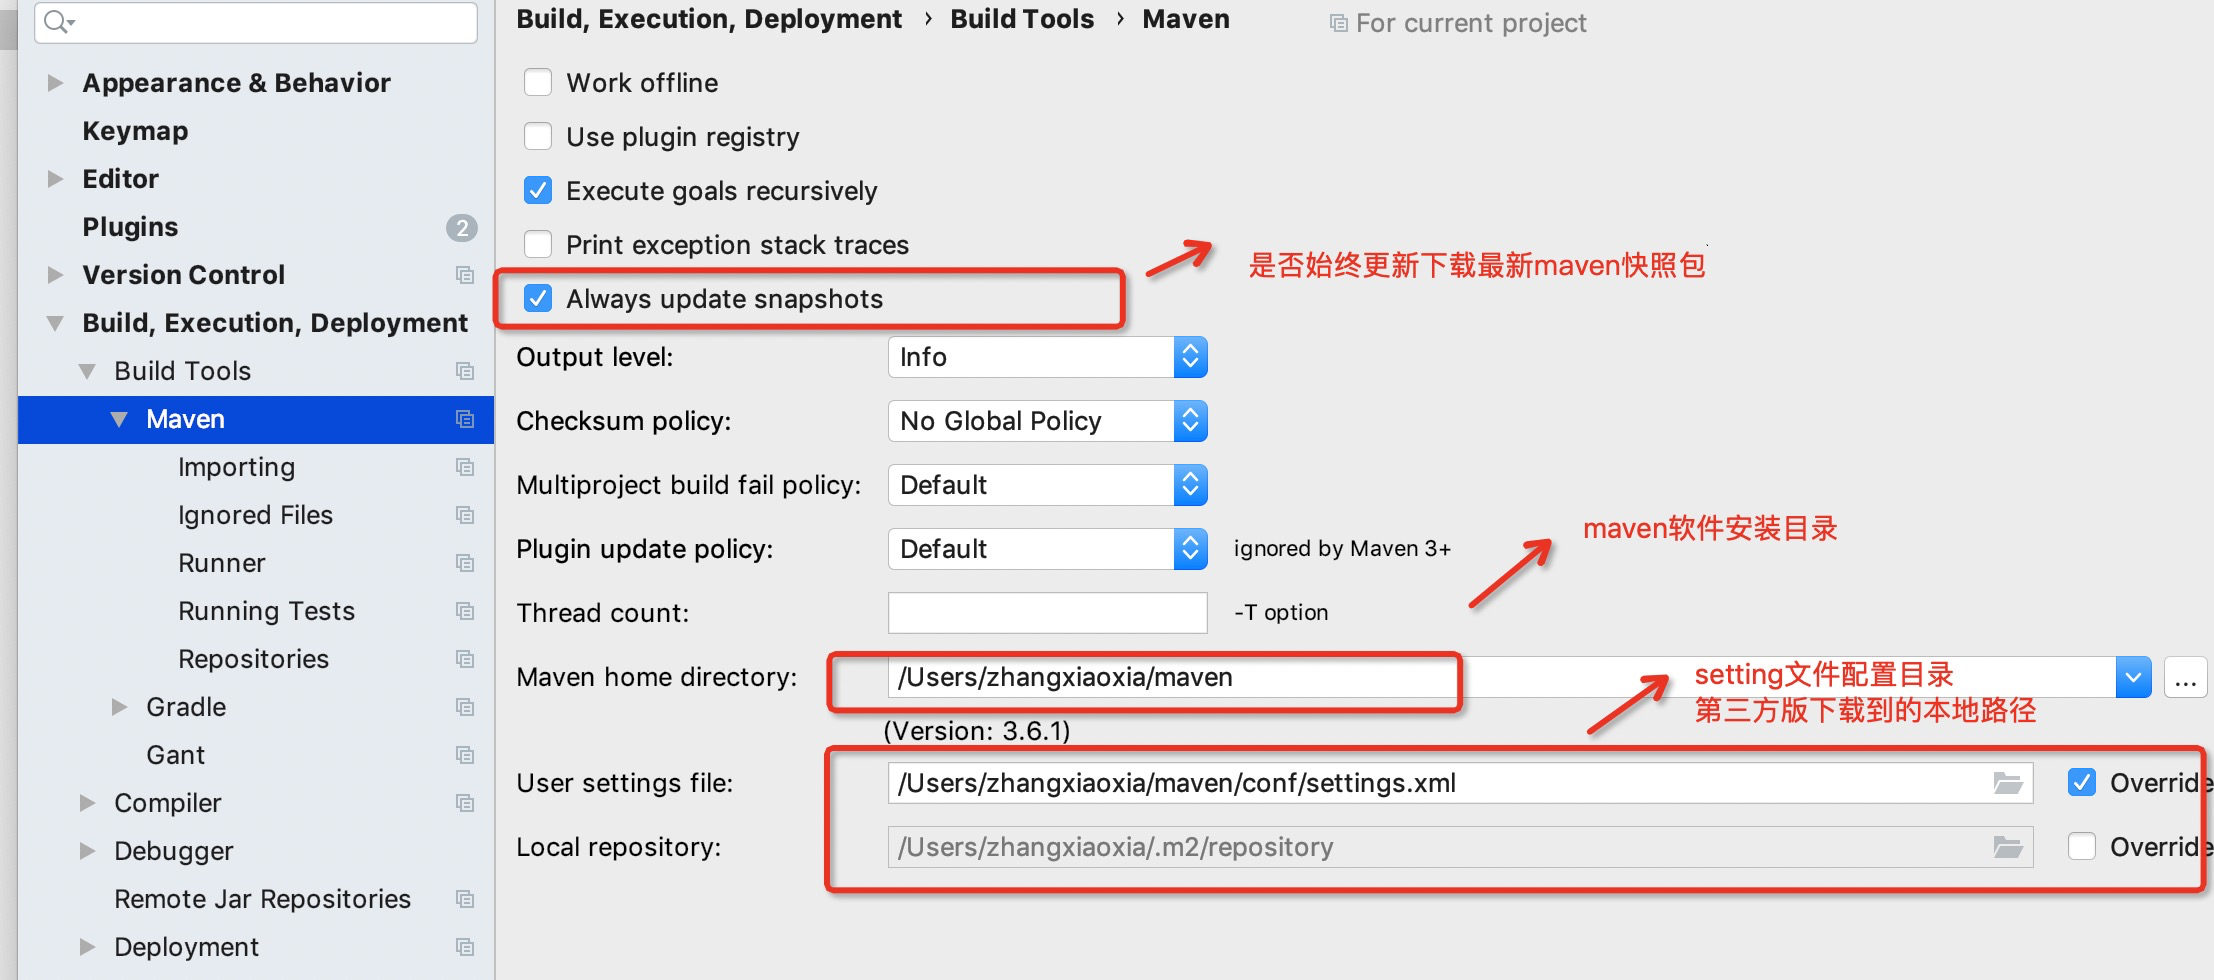 Build, Execution, Deployment › Build Tools › Maven
For current project
Appearance & Behavior
Keymap
Editor
Plugins
2
Version Control
Build, Execution, Deployment
Build Tools
Maven
Importing
Ignored Files
Runner
Running Tests
Repositories
Gradle
Gant
Compiler
Debugger
Remote Jar Repositories
Deployment
Work offline
Use plugin registry
Execute goals recursively
Print exception stack traces
是否始终更新下载最新maven快照包
Always update snapshots
Output level: Info
Checksum policy: No Global Policy
Multiproject build fail policy: Default
maven软件安装目录
Plugin update policy: Default ignored by Maven 3+
Thread count: -T option
Maven home directory: /Users/zhangxiaoxia/maven ...
setting文件配置目录
第三方版下载到的本地路径
(Version: 3.6.1)
User settings file: /Users/zhangxiaoxia/maven/conf/settings.xml Override
Local repository: /Users/zhangxiaoxia/.m2/repository Override